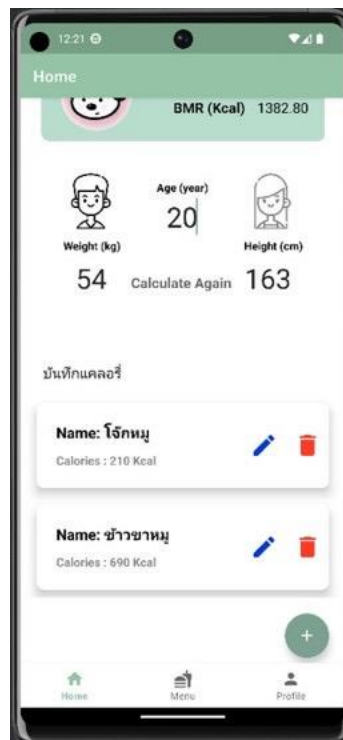 12:21
Home
BMR (Kcal) 1382.80
Age (year)
20
Weight (kg)
Height (cm)
54
Calculate Again
163
บันทึกแคลอรี่
Name: โจ๊กหมู
Calories : 210 Kcal
Name: ข้าวขาหมู
Calories : 690 Kcal
+
Home
Menu
Profile